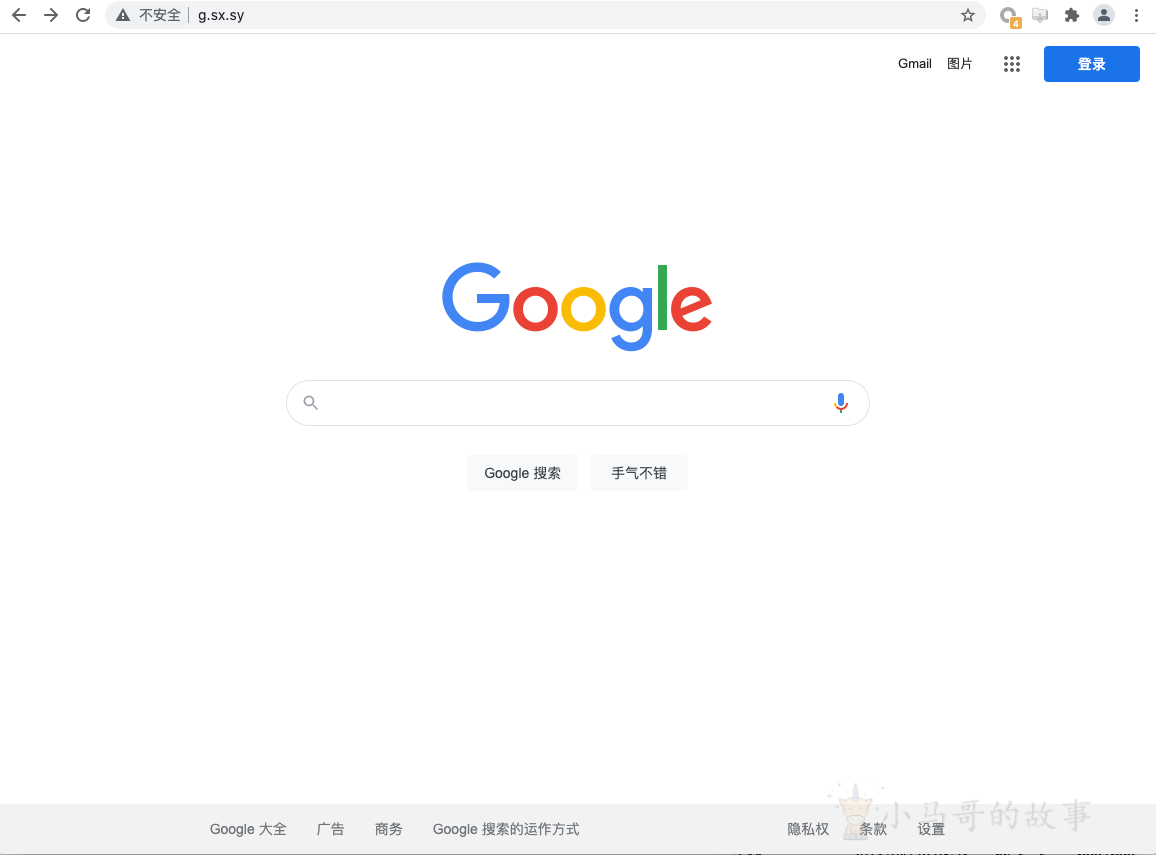 不安全 g.sx.sy
4
Gmail 图片 登录
Google
Google 搜索 手气不错
小马哥的故事
Google 大全 广告 商务 Google 搜索的运作方式 隐私权 条款 设置